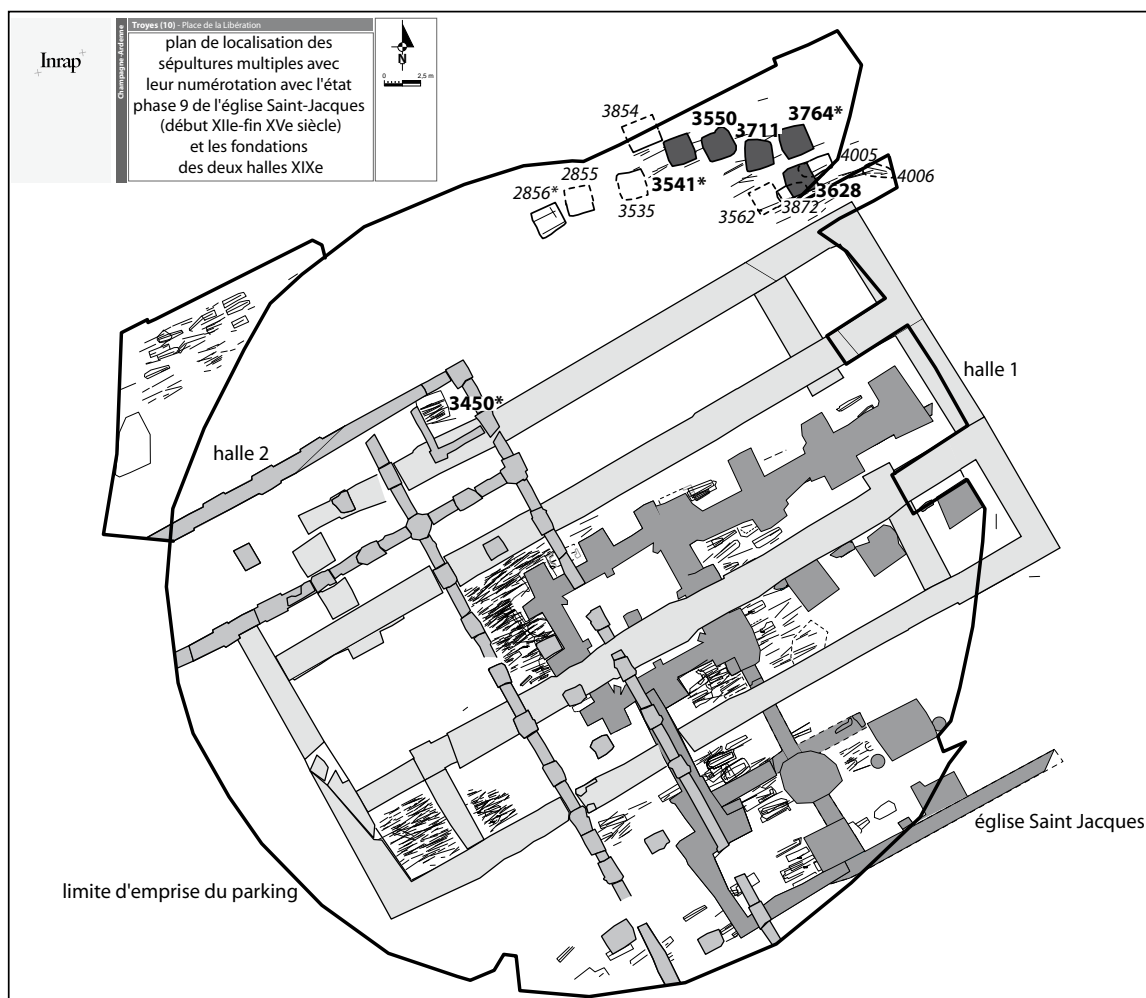 Inrap
Champagne-Ardenne
Troyes (10) - Place de la Libération
plan de localisation des
sépultures multiples avec
leur numérotation avec l'état
phase 9 de l'église Saint-Jacques
(début XIIe-fin XVe siècle)
et les fondations
des deux halles XIXe
N
0 2,5 m
3854
3550
3764*
3711
4005
4006
2855
2856*
3541*
3535
3628
3562
3872
halle 1
3450*
halle 2
église Saint Jacques
limite d'emprise du parking